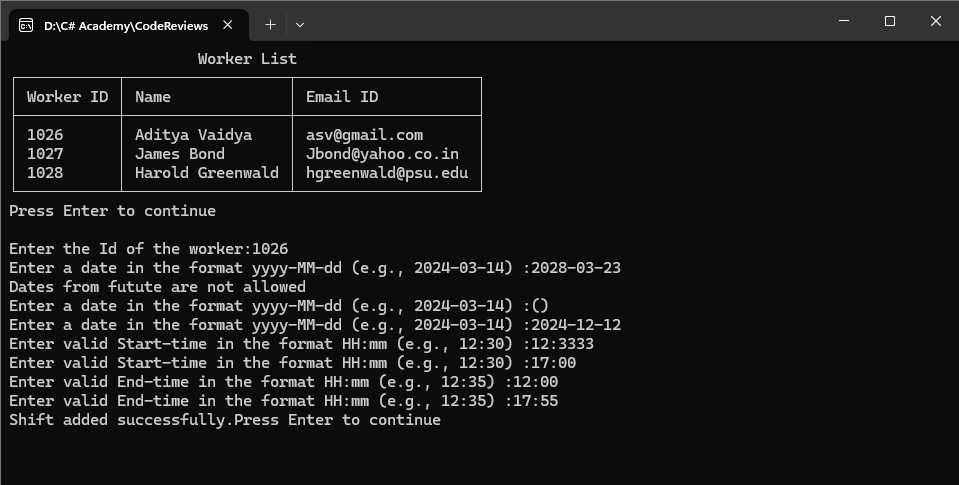 D:\C# Academy\CodeReviews
Worker List
Worker ID Name Email ID
1026 Aditya Vaidya asv@gmail.com
1027 James Bond Jbond@yahoo.co.in
1028 Harold Greenwald hgreenwald@psu.edu
Press Enter to continue
Enter the Id of the worker:1026
Enter a date in the format yyyy-MM-dd (e.g., 2024-03-14) :2028-03-23
Dates from futute are not allowed
Enter a date in the format yyyy-MM-dd (e.g., 2024-03-14) :()
Enter a date in the format yyyy-MM-dd (e.g., 2024-03-14) :2024-12-12
Enter valid Start-time in the format HH:mm (e.g., 12:30) :12:3333
Enter valid Start-time in the format HH:mm (e.g., 12:30) :17:00
Enter valid End-time in the format HH:mm (e.g., 12:35) :12:00
Enter valid End-time in the format HH:mm (e.g., 12:35) :17:55
Shift added successfully.Press Enter to continue